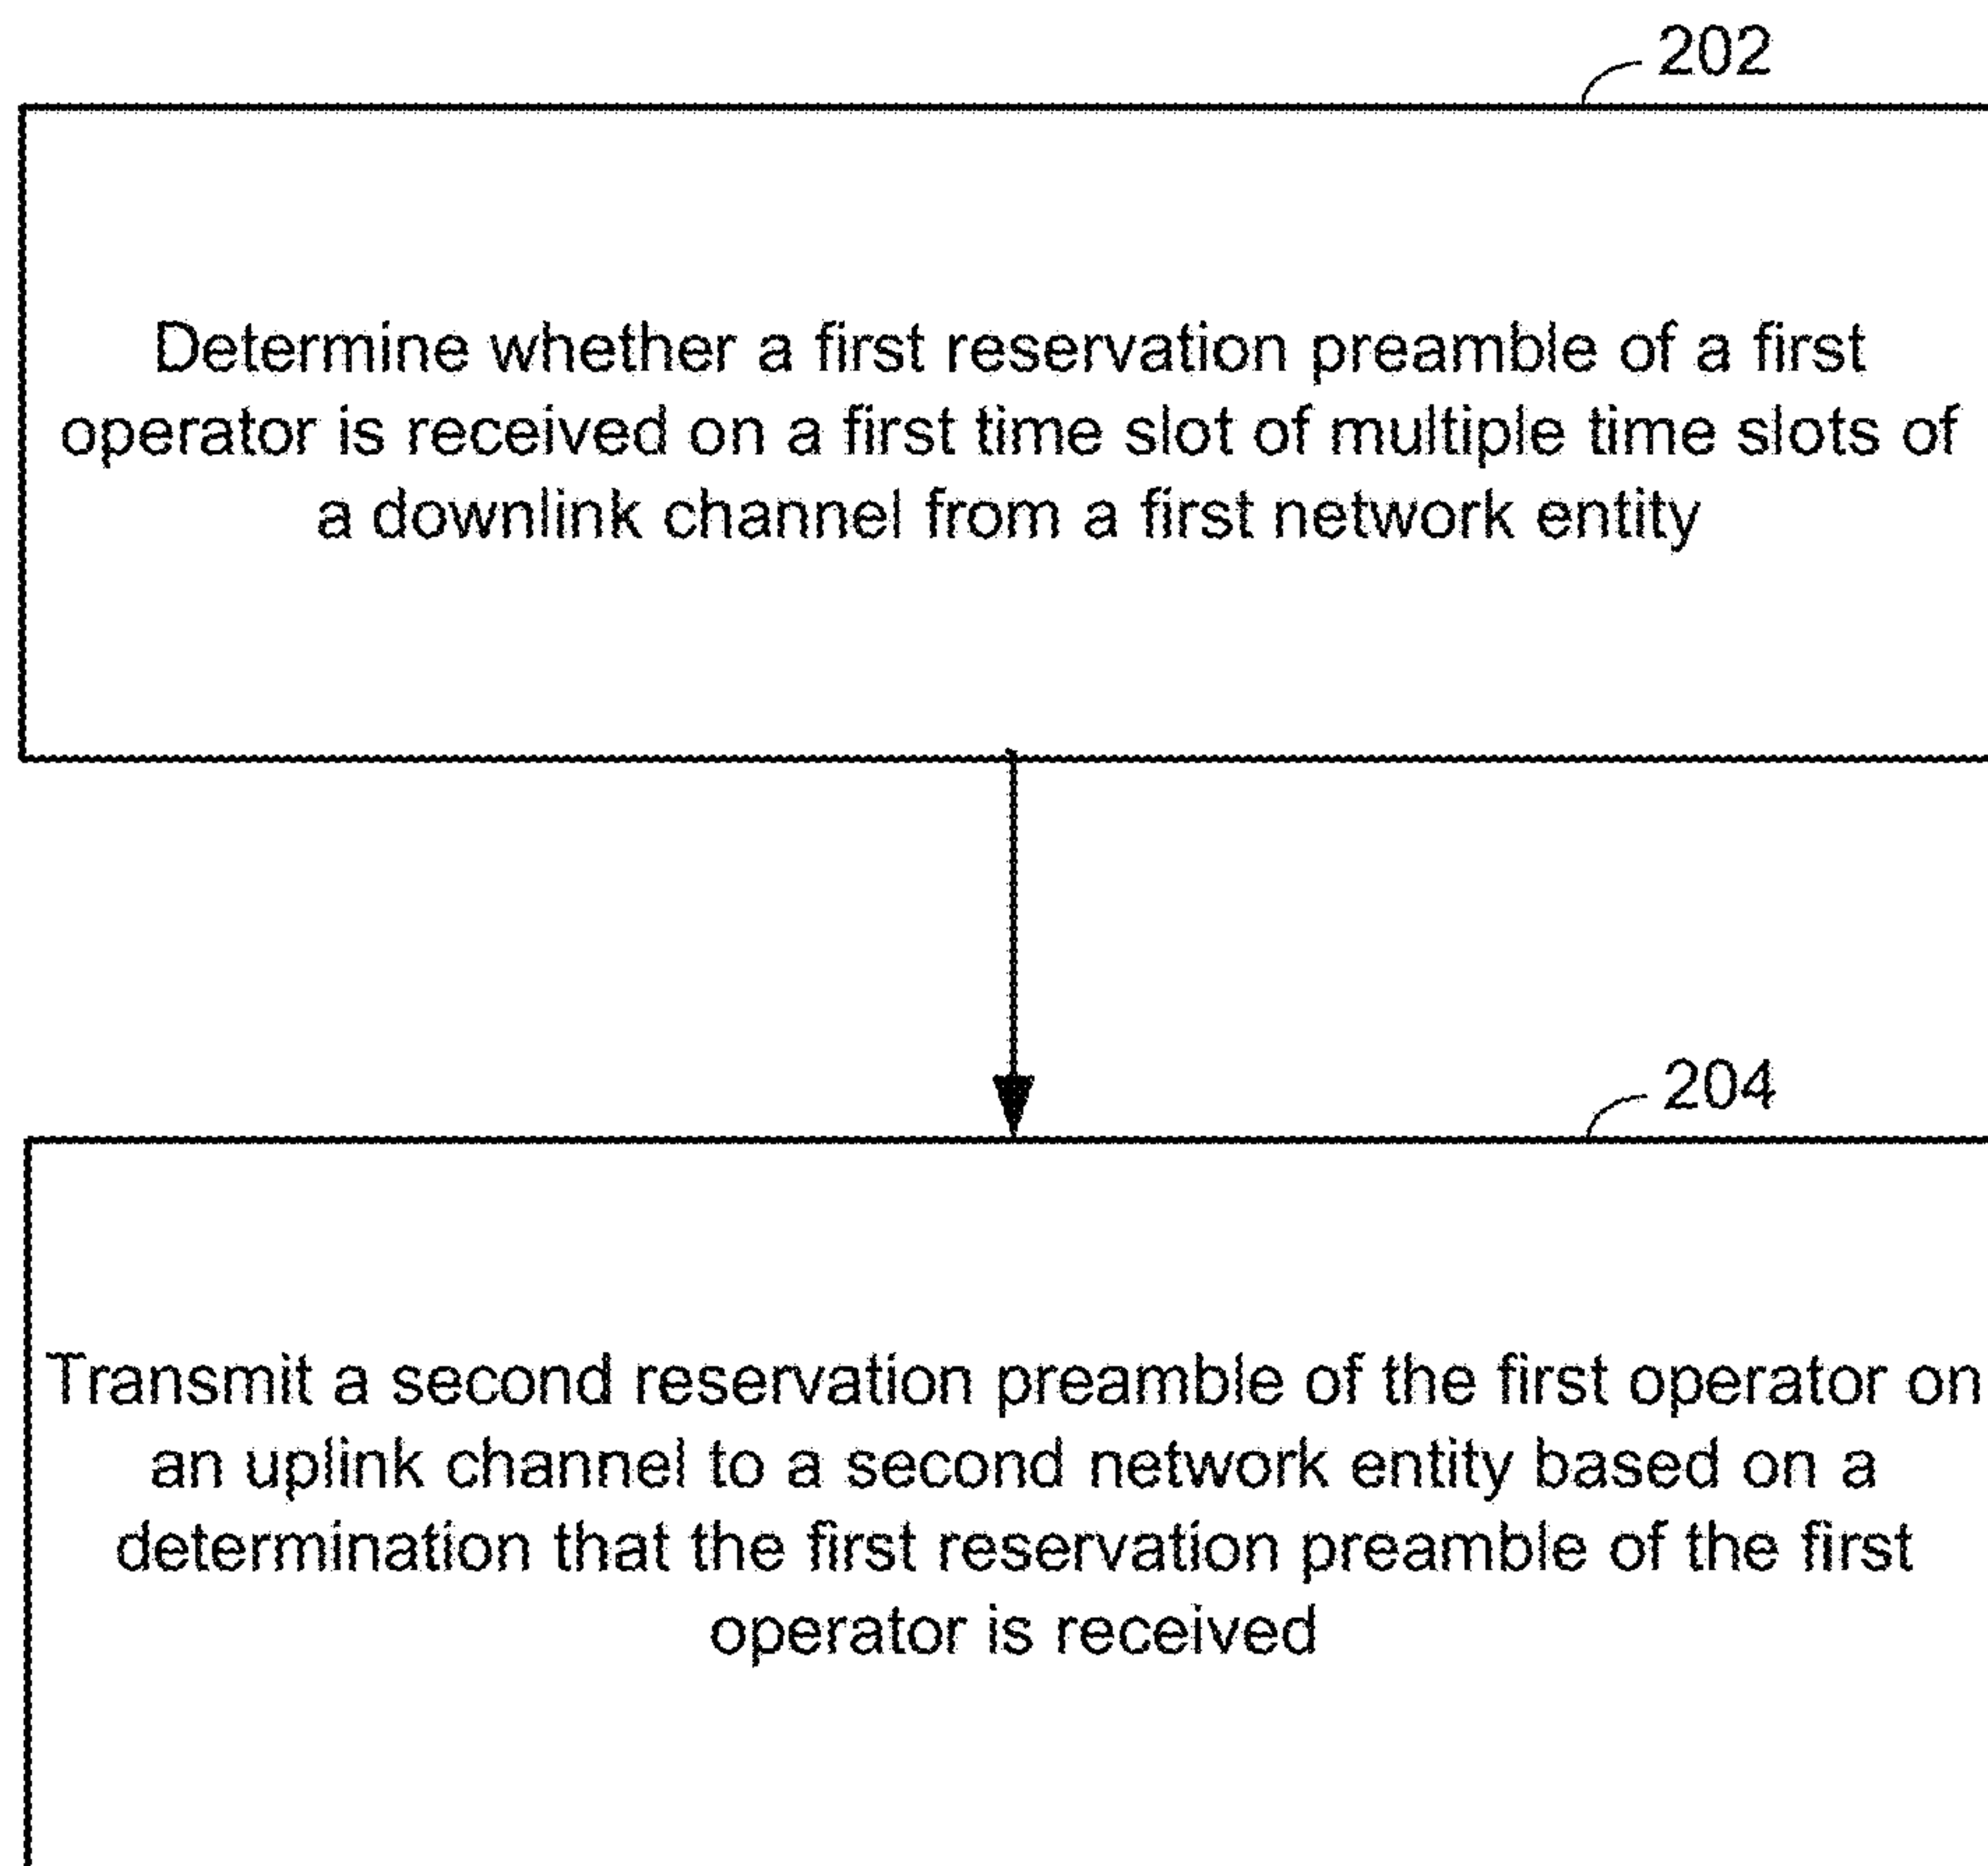 202
Determine whether a first reservation preamble of a first
operator is received on a first time slot of multiple time slots of
a downlink channel from a first network entity
204
Transmit a second reservation preamble of the first operator on
an uplink channel to a second network entity based on a
determination that the first reservation preamble of the first
operator is received